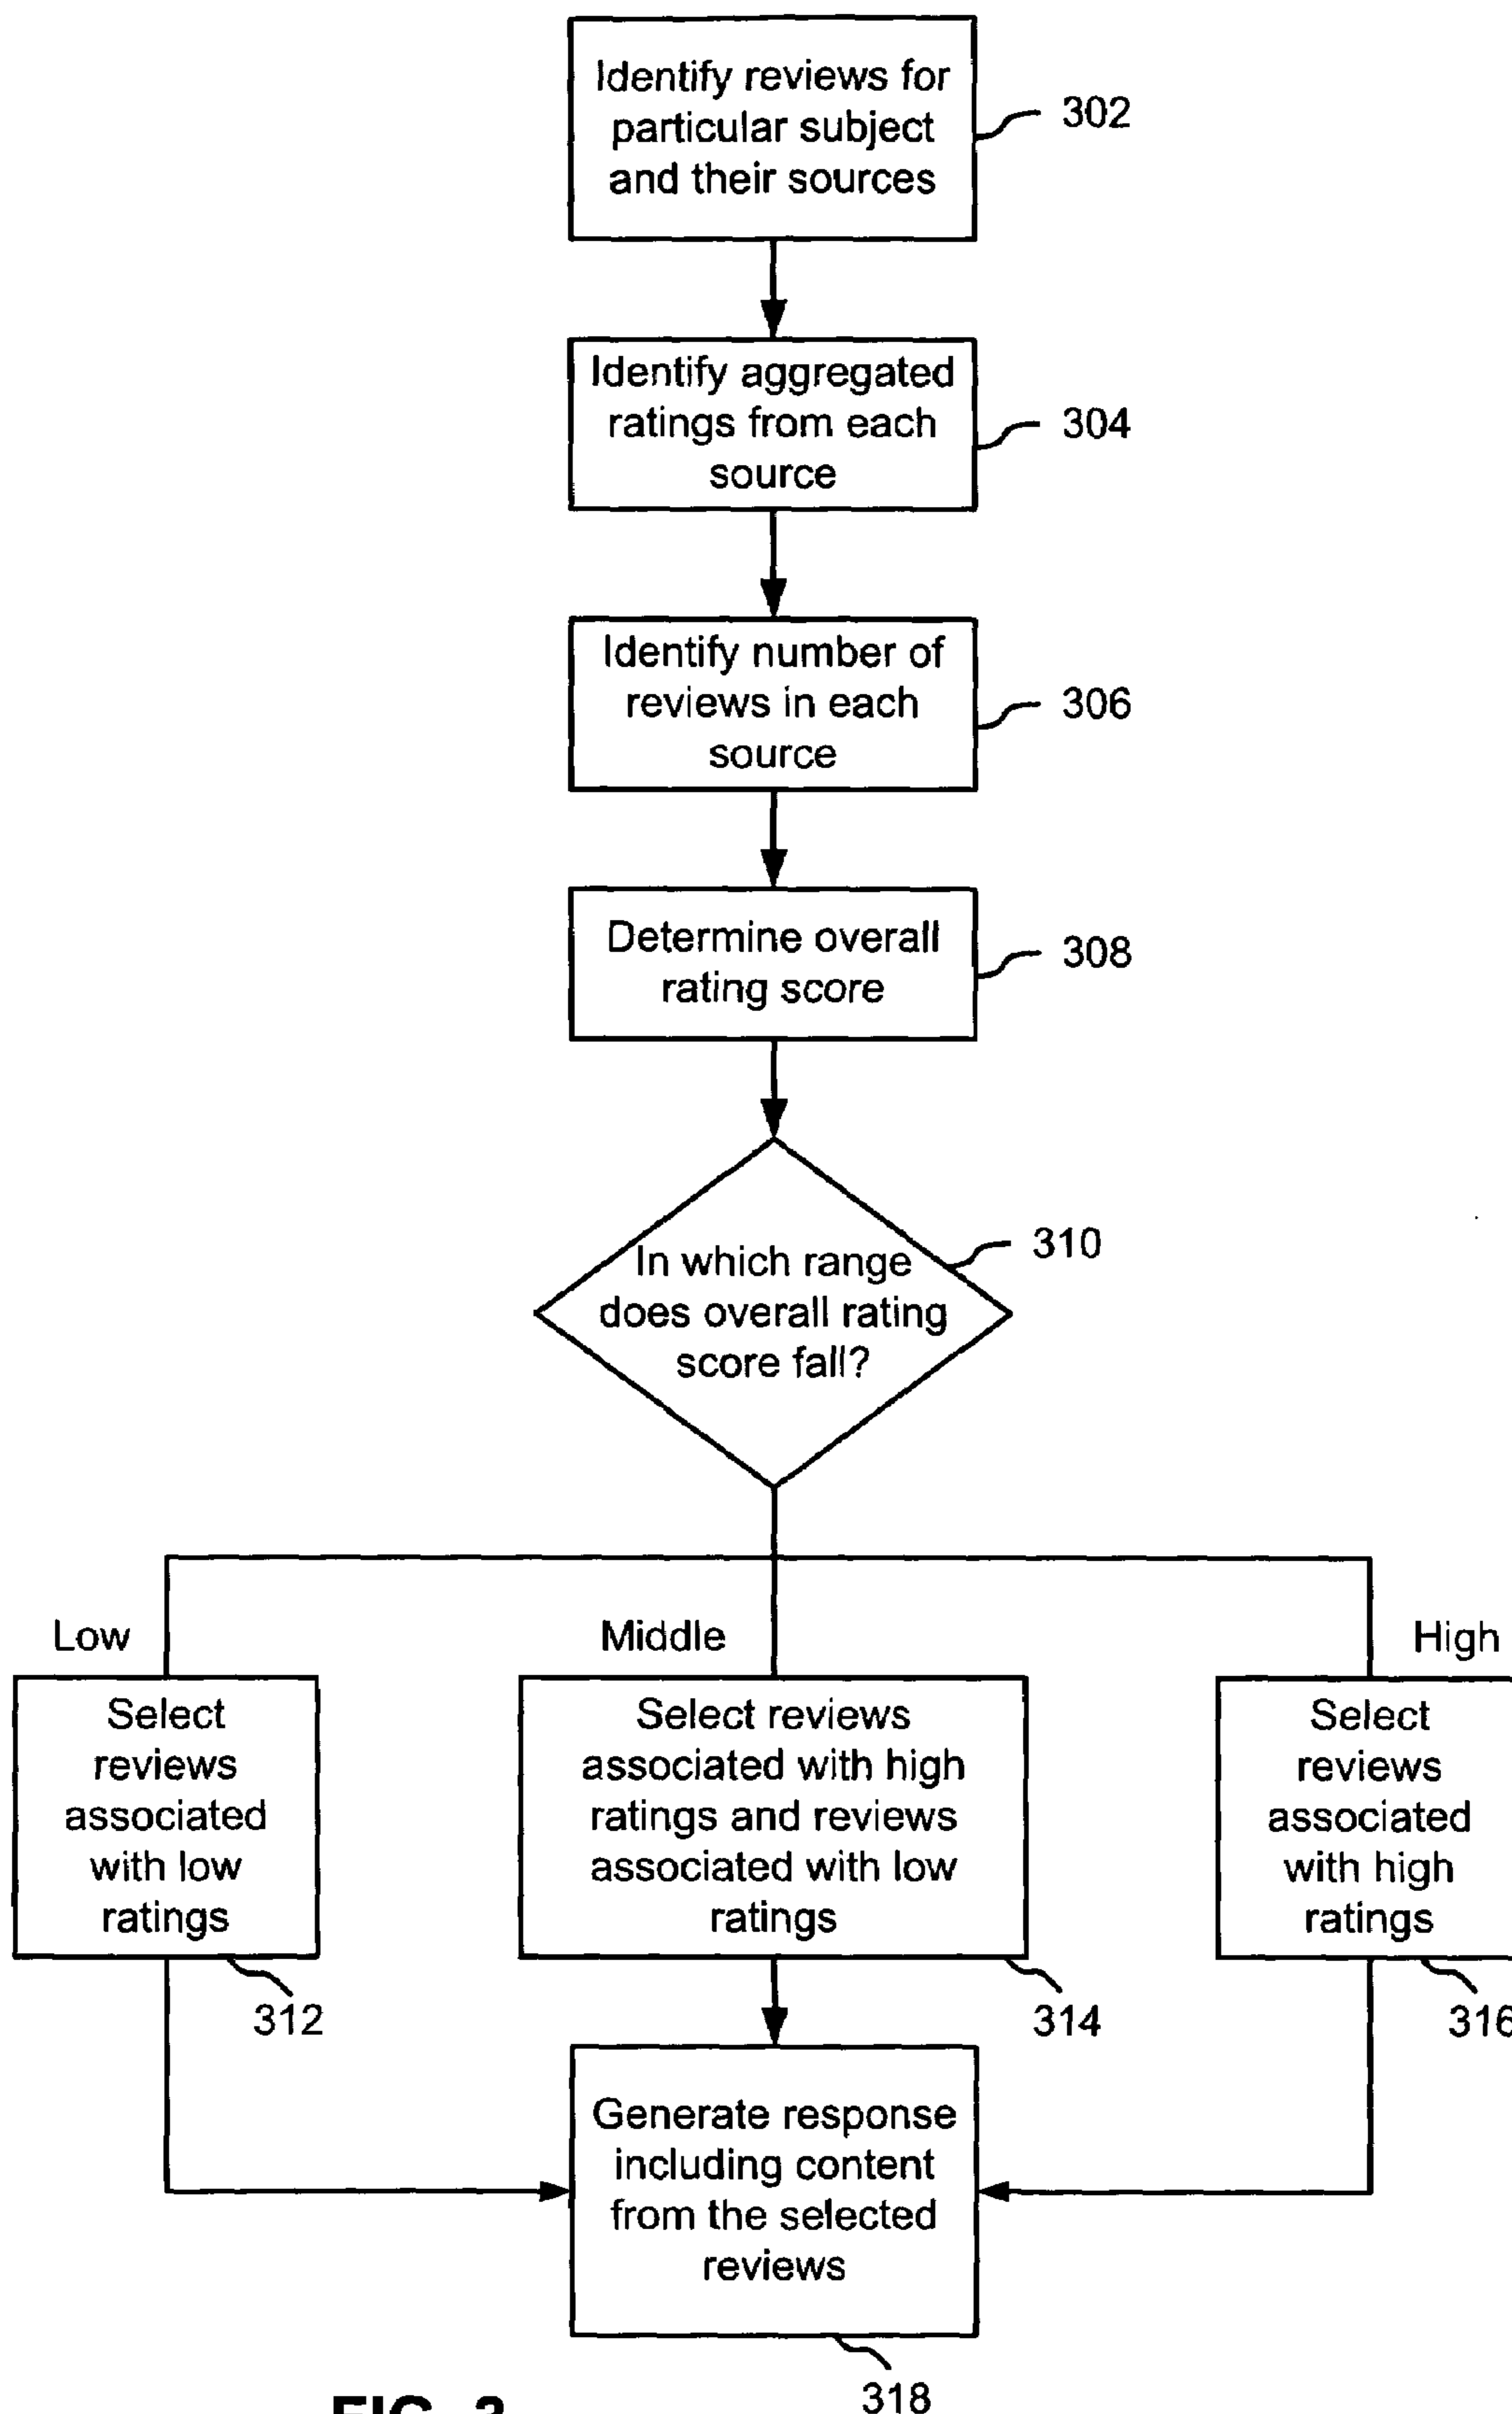 Identify reviews for
particular subject
and their sources
302
Identify aggregated
ratings from each
source
304
Identify number of
reviews in each
source
306
Determine overall
rating score
308
In which range
does overall rating
score fall?
310
Low
Middle
High
Select
reviews
associated
with low
ratings
312
Select reviews
associated with high
ratings and reviews
associated with low
ratings
314
Select
reviews
associated
with high
ratings
316
Generate response
including content
from the selected
reviews
318
FIG. 3